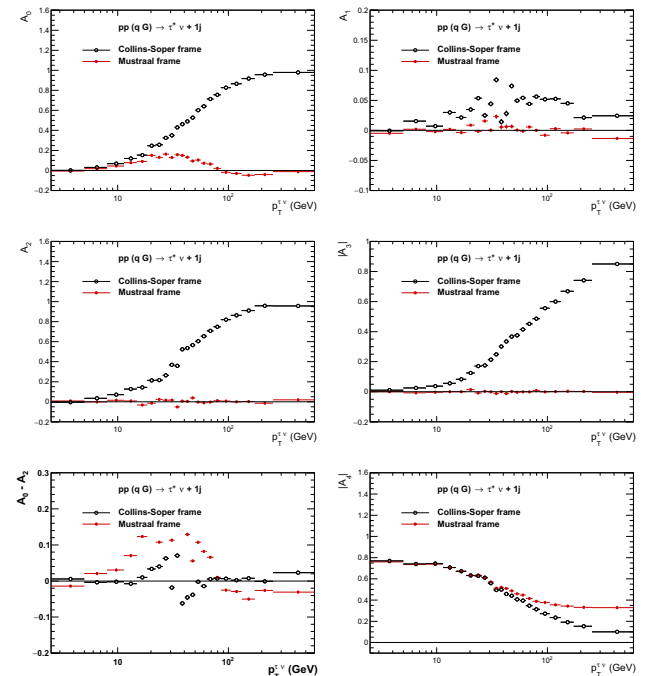 A0
pp (q G) → τ* ν + 1j
Collins-Soper frame
Mustraal frame
1.6
1.4
1.2
1
0.8
0.6
0.4
0.2
0
−0.2
10
10²
p_T^{τ ν} (GeV)
A1
pp (q G) → τ* ν + 1j
Collins-Soper frame
Mustraal frame
0.2
0.15
0.1
0.05
0
−0.05
−0.1
10
10²
p_T^{τ ν} (GeV)
A2
pp (q G) → τ* ν + 1j
Collins-Soper frame
Mustraal frame
1.6
1.4
1.2
1
0.8
0.6
0.4
0.2
0
−0.2
10
10²
p_T^{τ ν} (GeV)
|A3|
pp (q G) → τ* ν + 1j
Collins-Soper frame
Mustraal frame
1
0.8
0.6
0.4
0.2
0
−0.2
10
10²
p_T^{τ ν} (GeV)
A0 - A2
pp (q G) → τ* ν + 1j
Collins-Soper frame
Mustraal frame
0.3
0.2
0.1
0
−0.1
−0.2
10
10²
p_T^{τ ν} (GeV)
|A4|
pp (q G) → τ* ν + 1j
Collins-Soper frame
Mustraal frame
1.6
1.4
1.2
1
0.8
0.6
0.4
0.2
0
10
10²
p_T^{τ ν} (GeV)